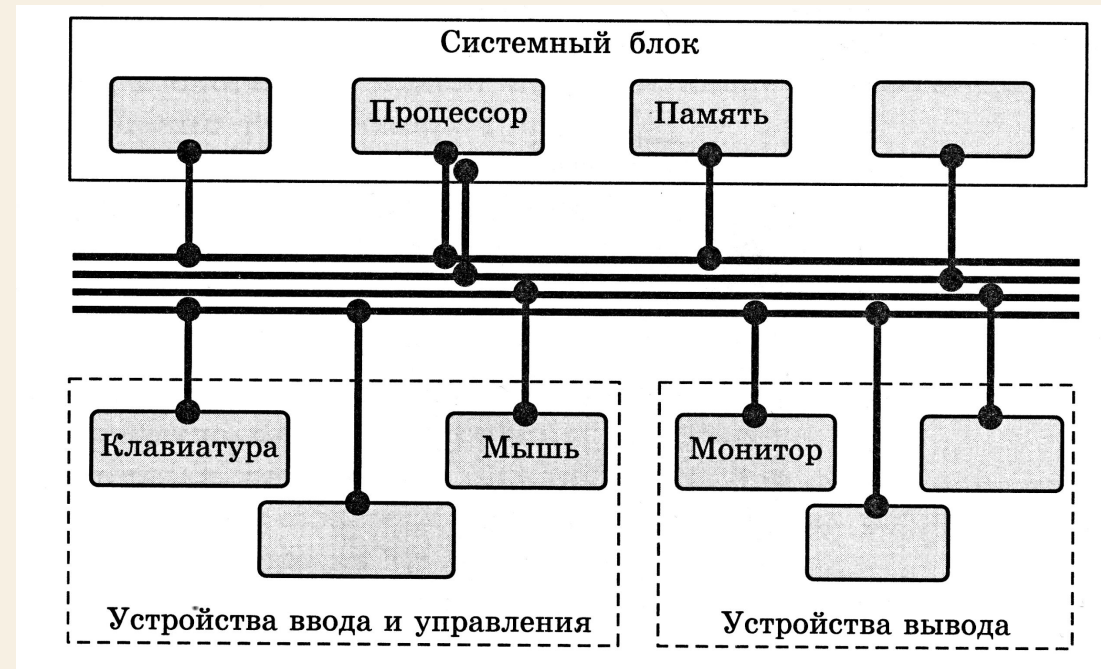 Системный блок
Процессор
Память
Клавиатура
Мышь
Монитор
Устройства ввода и управления
Устройства вывода